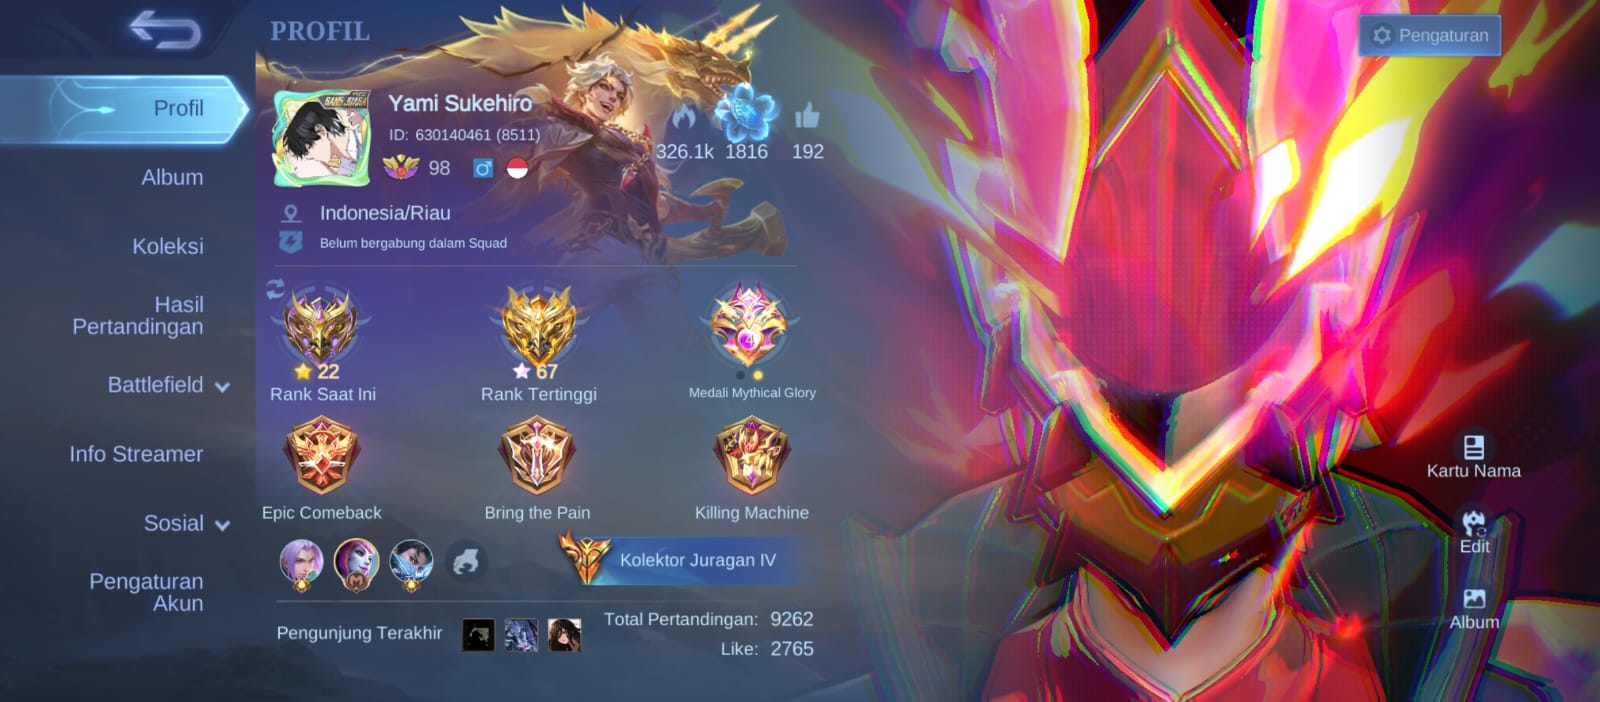 PROFIL
Pengaturan
Profil
Album
Koleksi
Hasil
Pertandingan
Battlefield
Info Streamer
Sosial
Pengaturan
Akun
Yami Sukehiro
ID: 630140461 (8511)
98
326.1k 1816 192
Indonesia/Riau
Belum bergabung dalam Squad
22 67 4
Rank Saat Ini Rank Tertinggi Medali Mythical Glory
Epic Comeback Bring the Pain Killing Machine
Kolektor Juragan IV
Pengunjung Terakhir
Total Pertandingan: 9262
Like: 2765
Kartu Nama
Edit
Album